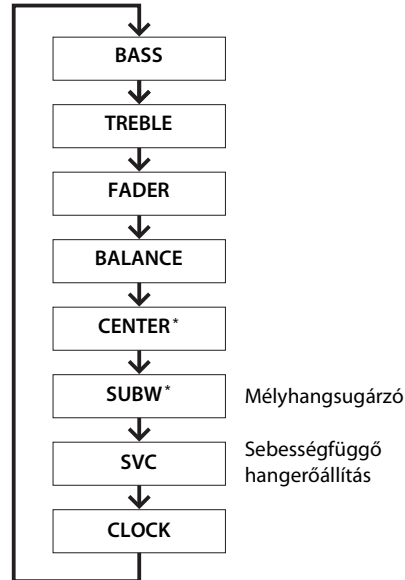 BASS
TREBLE
FADER
BALANCE
CENTER*
SUBW*
Mélyhangsugárzó
SVC
Sebességfüggő
hangerőállítás
CLOCK